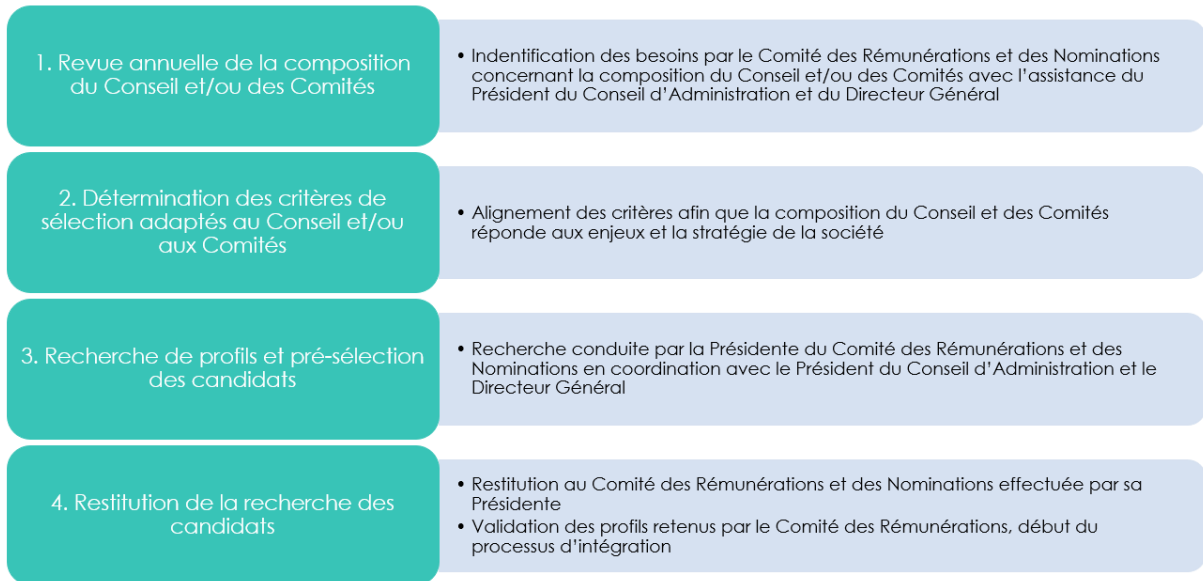 1. Revue annuelle de la composition
du Conseil et/ou des Comités
• Indentification des besoins par le Comité des Rémunérations et des Nominations
concernant la composition du Conseil et/ou des Comités avec l'assistance du
Président du Conseil d'Administration et du Directeur Général
2. Détermination des critères de
sélection adaptés au Conseil et/ou
aux Comités
• Alignement des critères afin que la composition du Conseil et des Comités
réponde aux enjeux et la stratégie de la société
3. Recherche de profils et pré-sélection
des candidats
• Recherche conduite par la Présidente du Comité des Rémunérations et des
Nominations en coordination avec le Président du Conseil d'Administration et le
Directeur Général
4. Restitution de la recherche des
candidats
• Restitution au Comité des Rémunérations et des Nominations effectuée par sa
Présidente
• Validation des profils retenus par le Comité des Rémunérations, début du
processus d'intégration